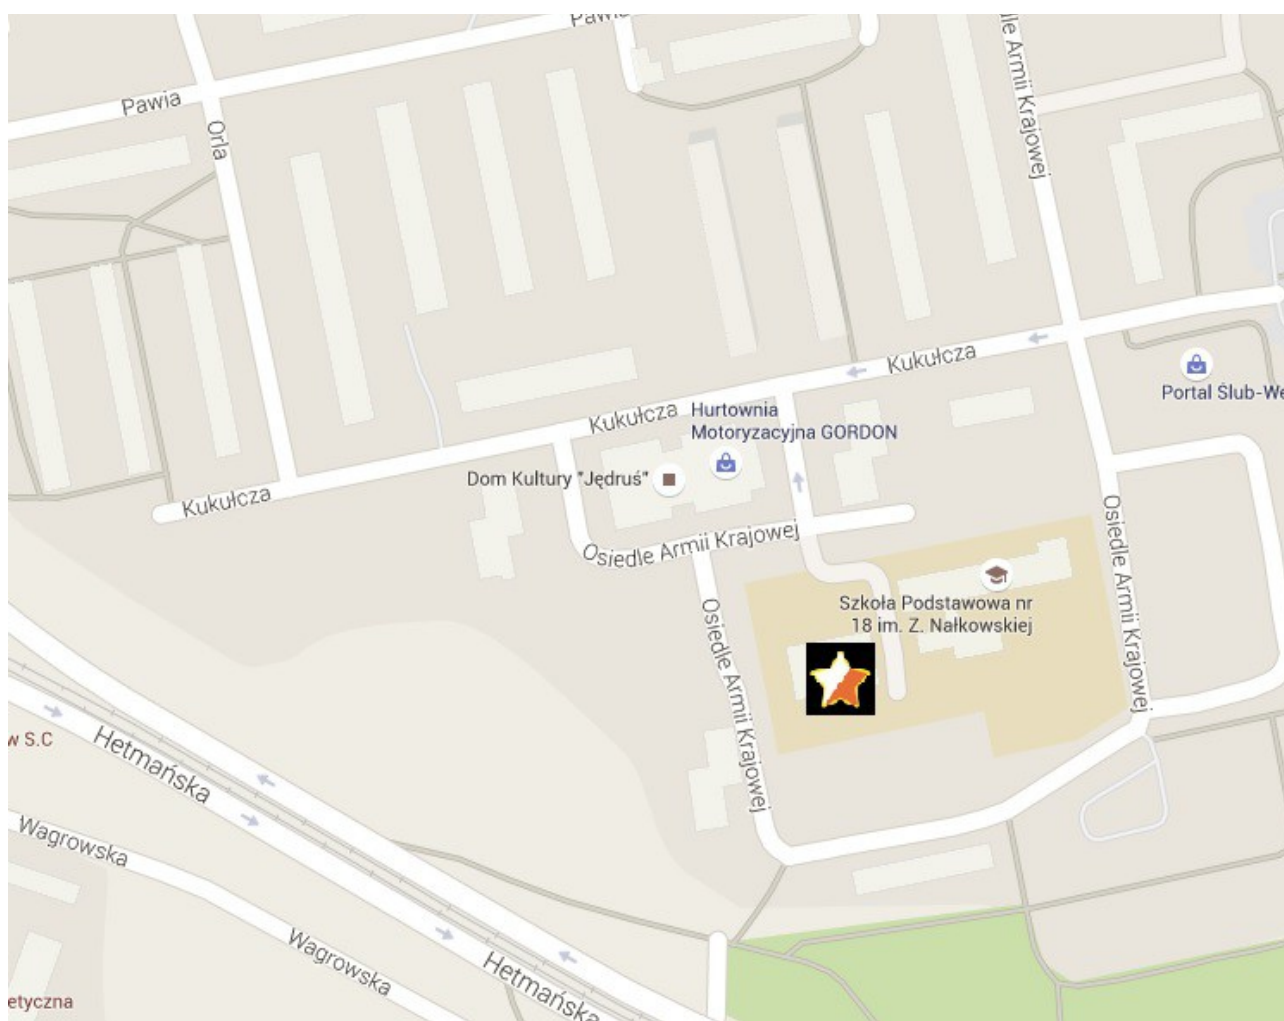 Pawia
Pawia
Orla
dle Armii Krajowej
Kukułcza
Portal Ślub-We
Kukułcza
Hurtownia
Motoryzacyjna GORDON
Dom Kultury "Jędruś"
Kukułcza
Osiedle Armii Krajowej
Osiedle Armii Krajowej
Szkoła Podstawowa nr
18 im. Z. Nałkowskiej
Osiedle Armii Krajowej
w S.C
Hetmańska
Wagrowska
Wagrowska
Hetmańska
etyczna